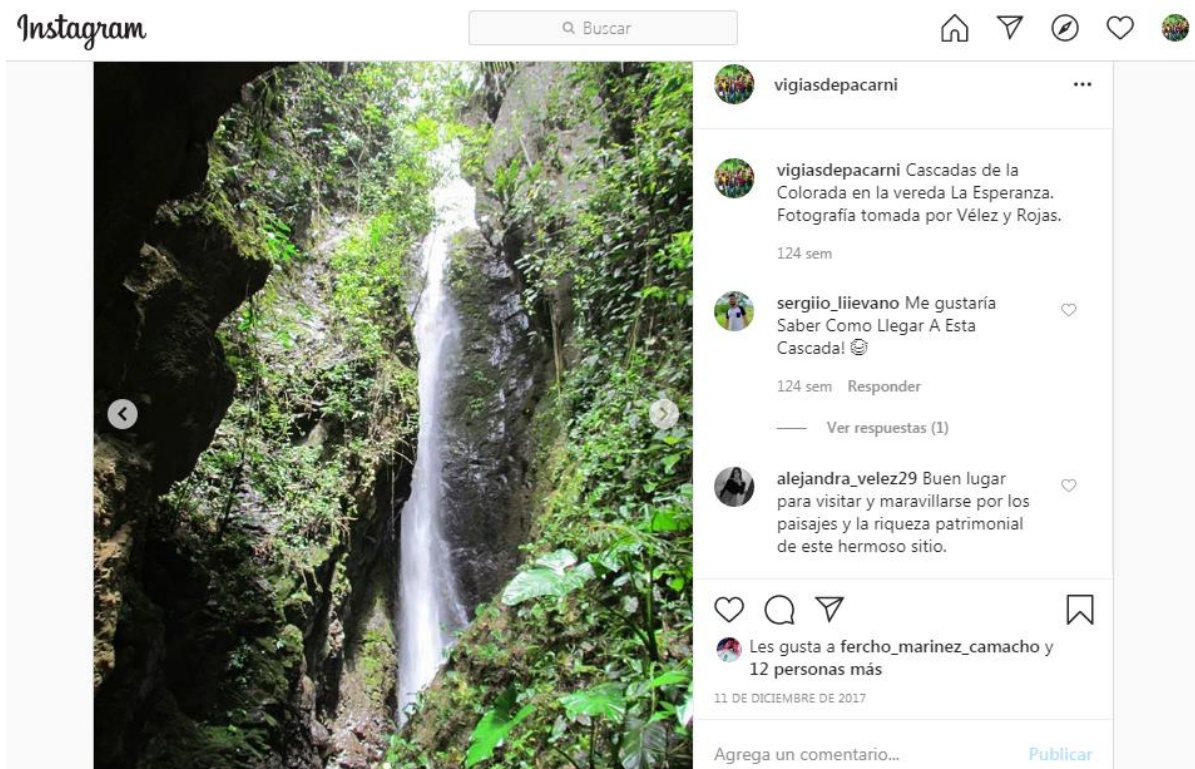 Instagram
Buscar
vigiasdepacarni
vigiasdepacarni Cascadas de la
Colorada en la vereda La Esperanza.
Fotografía tomada por Vélez y Rojas.
124 sem
sergiio_liievano Me gustaría
Saber Como Llegar A Esta
Cascada!
124 sem Responder
Ver respuestas (1)
alejandra_velez29 Buen lugar
para visitar y maravillarse por los
paisajes y la riqueza patrimonial
de este hermoso sitio.
Les gusta a fercho_marinez_camacho y
12 personas más
11 DE DICIEMBRE DE 2017
Agrega un comentario... Publicar